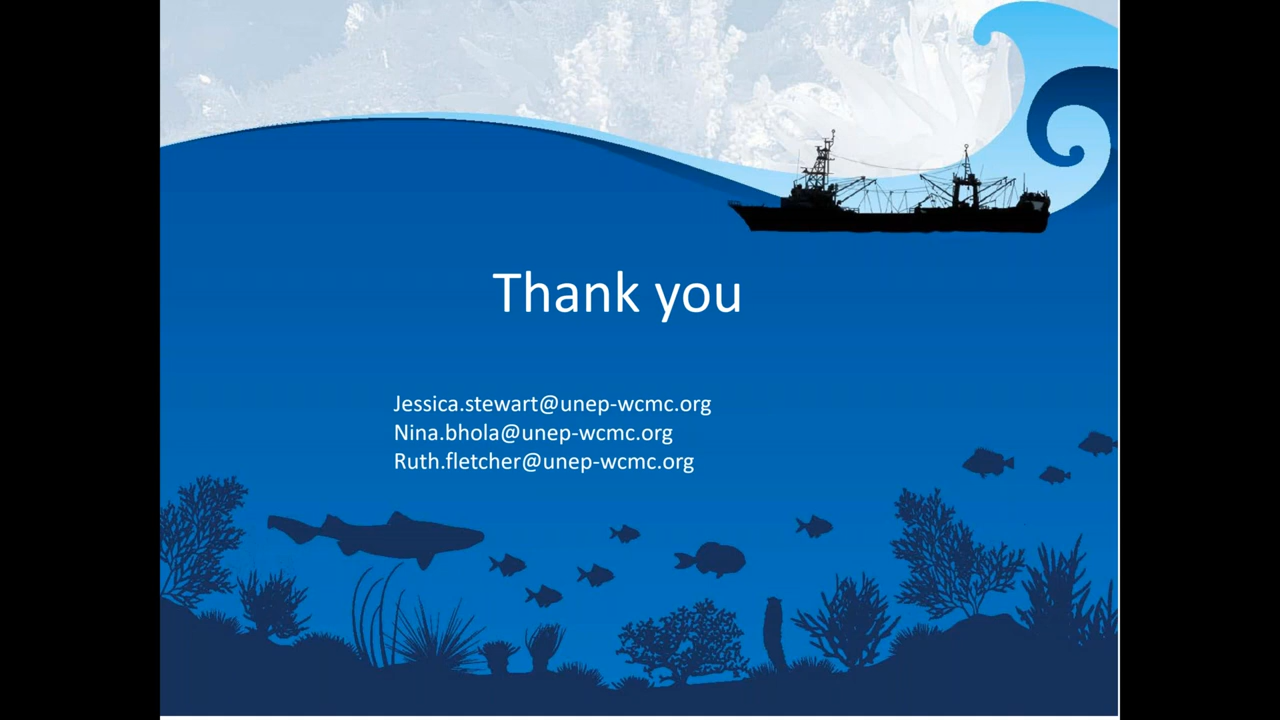 Thank you
Jessica.stewart@unep-wcmc.org
Nina.bhola@unep-wcmc.org
Ruth.fletcher@unep-wcmc.org